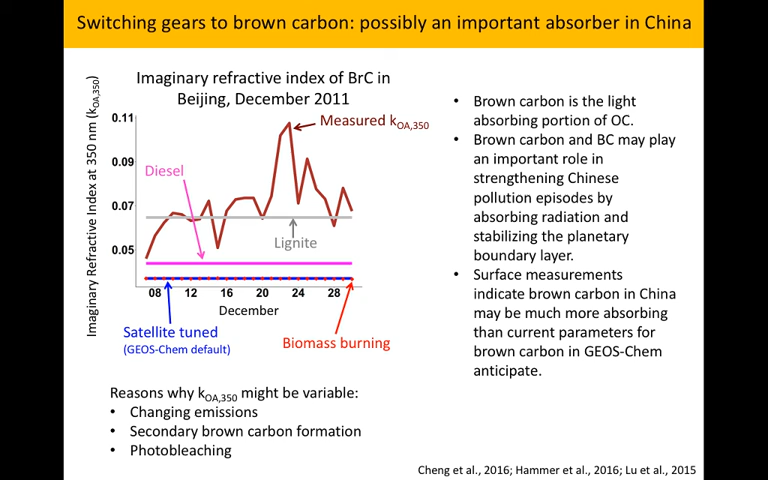 Switching gears to brown carbon: possibly an important absorber in China
Imaginary refractive index of BrC in
Beijing, December 2011
Imaginary Refractive Index at 350 nm (kOA,350)
0.11
0.09
0.07
0.05
Measured kOA,350
Diesel
Lignite
08 12 16 20 24 28
December
Satellite tuned
(GEOS-Chem default)
Biomass burning
Reasons why kOA,350 might be variable:
• Changing emissions
• Secondary brown carbon formation
• Photobleaching
• Brown carbon is the light
absorbing portion of OC.
• Brown carbon and BC may play
an important role in
strengthening Chinese
pollution episodes by
absorbing radiation and
stabilizing the planetary
boundary layer.
• Surface measurements
indicate brown carbon in China
may be much more absorbing
than current parameters for
brown carbon in GEOS-Chem
anticipate.
Cheng et al., 2016; Hammer et al., 2016; Lu et al., 2015